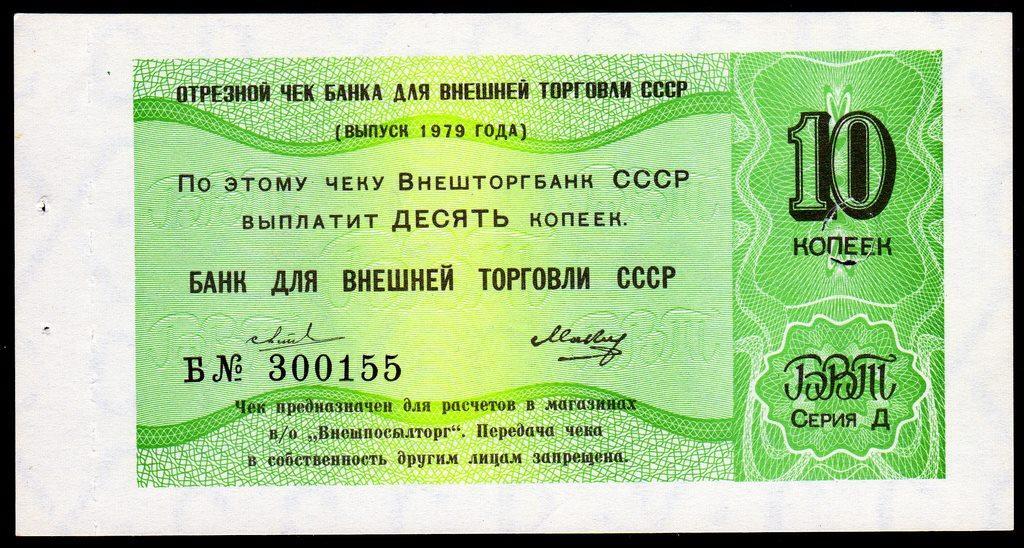 ОТРЕЗНОЙ ЧЕК БАНКА ДЛЯ ВНЕШНЕЙ ТОРГОВЛИ СССР
(ВЫПУСК 1979 ГОДА)
По этому чеку Внешторгбанк СССР
выплатит ДЕСЯТЬ копеек.
БАНК ДЛЯ ВНЕШНЕЙ ТОРГОВЛИ СССР
Б№ 300155
Чек предназначен для расчетов в магазинах
в/о „Внешпосылторг“. Передача чека
в собственность другим лицам запрещена.
10
КОПЕЕК
БВТ
Серия Д